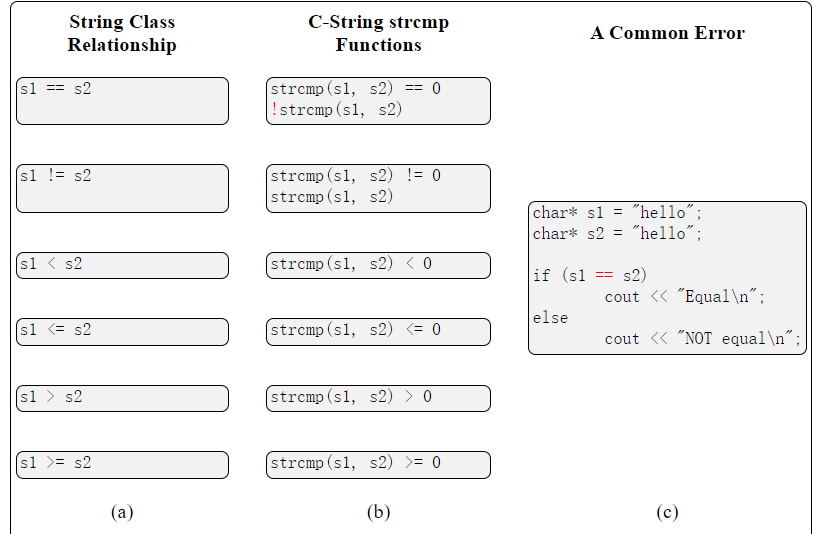 String Class
Relationship
C-String strcmp
Functions
A Common Error
s1 == s2
strcmp(s1, s2) == 0
!strcmp(s1, s2)
s1 != s2
strcmp(s1, s2) != 0
strcmp(s1, s2)
s1 < s2
strcmp(s1, s2) < 0
s1 <= s2
strcmp(s1, s2) <= 0
s1 > s2
strcmp(s1, s2) > 0
s1 >= s2
strcmp(s1, s2) >= 0
char* s1 = "hello";
char* s2 = "hello";
if (s1 == s2)
cout << "Equal\n";
else
cout << "NOT equal\n";
(a)
(b)
(c)